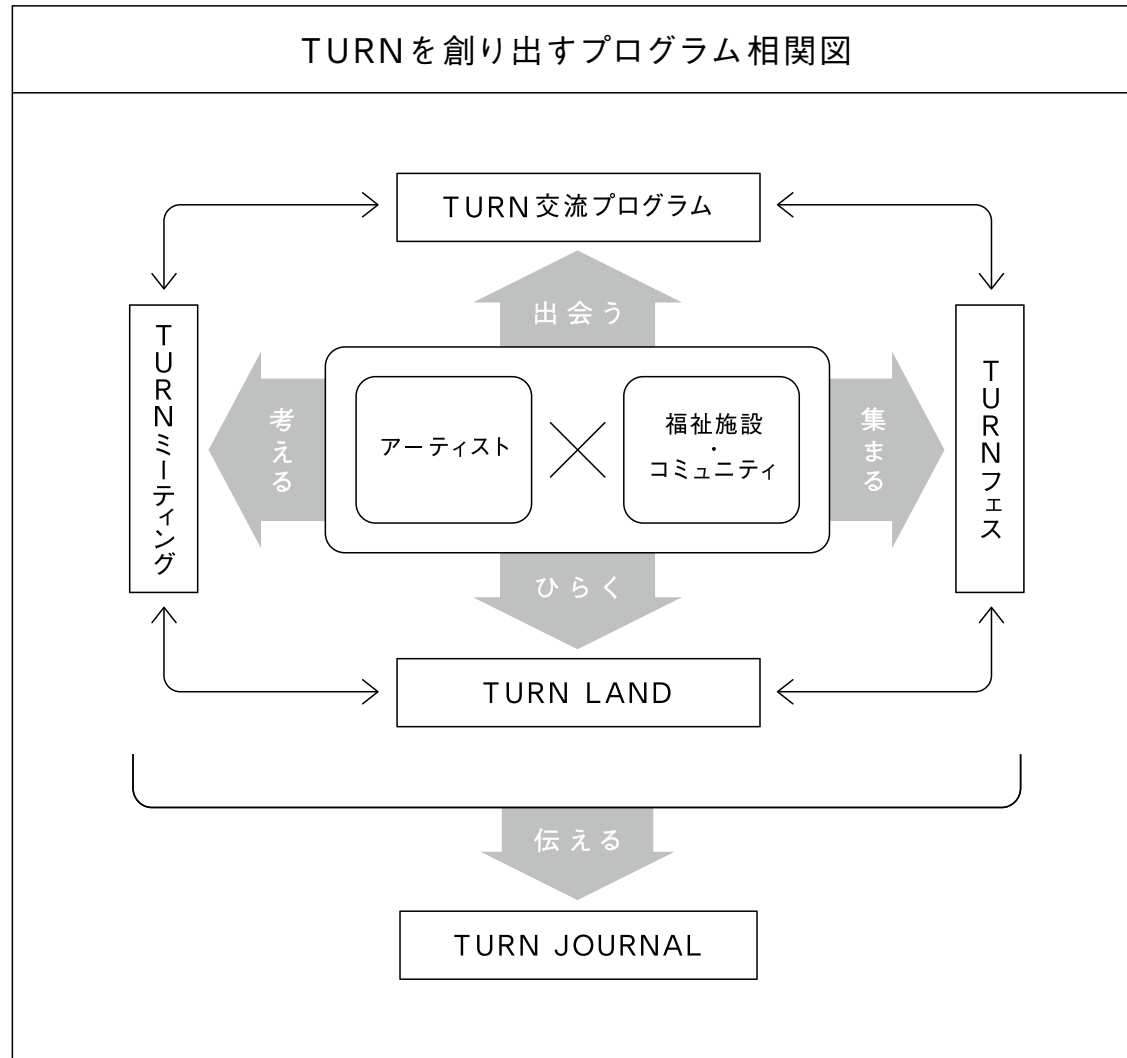 TURNを創り出すプログラム相関図
TURN交流プログラム
出会う
TURNミーティング
考える
アーティスト
福祉施設
・
コミュニティ
集まる
TURNフェス
ひらく
TURN LAND
伝える
TURN JOURNAL